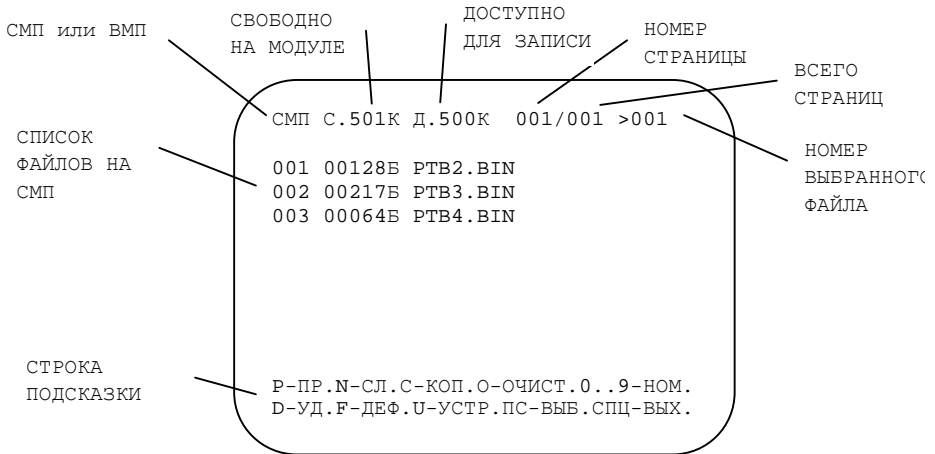 СМП или ВМП
СВОБОДНО
НА МОДУЛЕ
ДОСТУПНО
ДЛЯ ЗАПИСИ
НОМЕР
СТРАНИЦЫ
ВСЕГО
СТРАНИЦ
СМП С.501К Д.500К 001/001 >001
СПИСОК
ФАЙЛОВ НА
СМП
001 00128Б PTB2.BIN
002 00217Б PTB3.BIN
003 00064Б PTB4.BIN
НОМЕР
ВЫБРАННОГО
ФАЙЛА
СТРОКА
ПОДСКАЗКИ
P-ПР.N-СЛ.C-КОП.O-ОЧИСТ.0..9-НОМ.
D-УД.F-ДЕФ.U-УСТР.ПС-ВЫБ.СПЦ-ВЫХ.